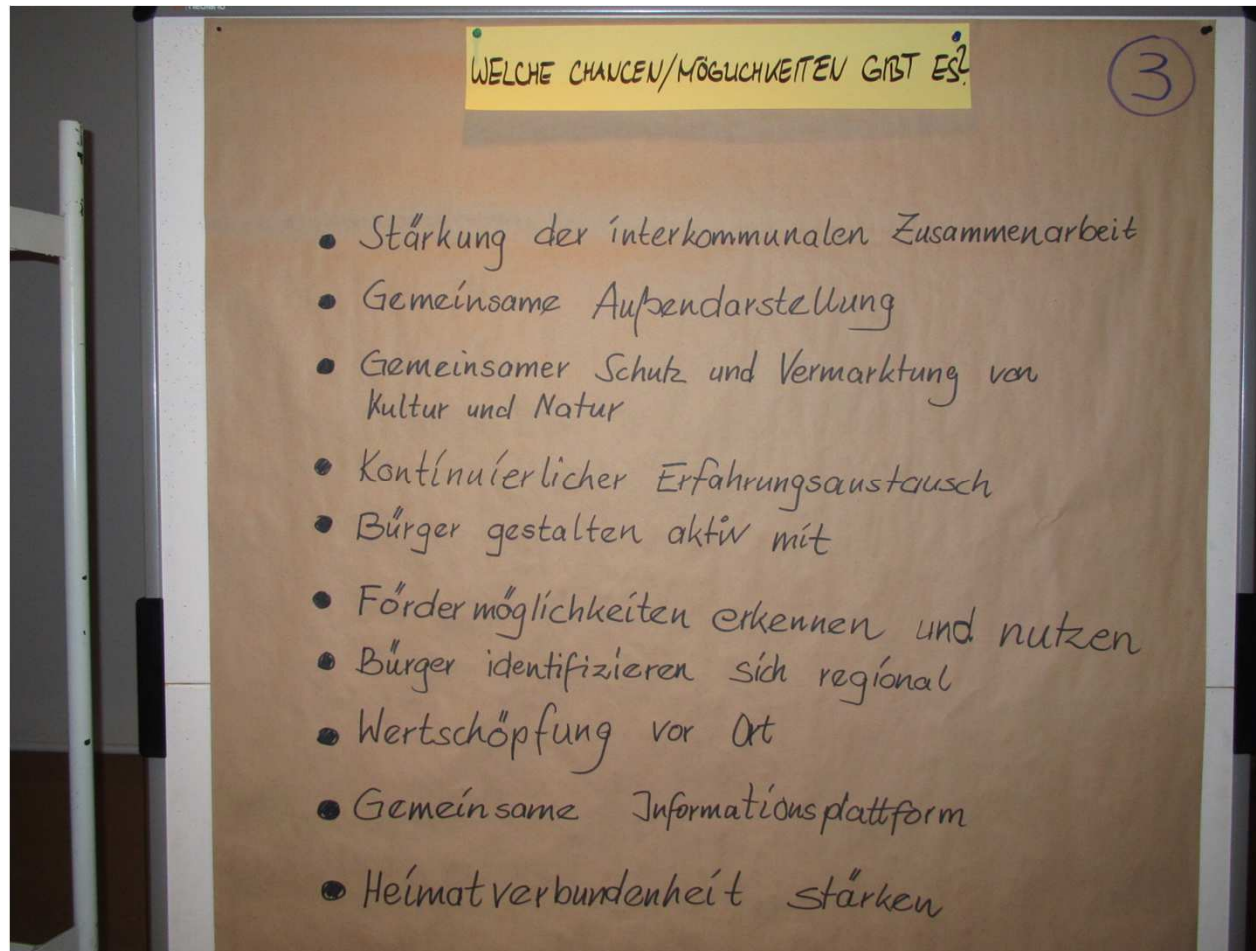 WELCHE CHANCEN/MÖGLICHKEITEN GIBT ES?
3
• Stärkung der interkommunalen Zusammenarbeit
• Gemeinsame Außendarstellung
• Gemeinsamer Schutz und Vermarktung von
Kultur und Natur
• Kontinuierlicher Erfahrungsaustausch
• Bürger gestalten aktiv mit
• Fördermöglichkeiten erkennen und nutzen
• Bürger identifizieren sich regional
• Wertschöpfung vor Ort
• Gemeinsame Informationsplattform
• Heimatverbundenheit stärken